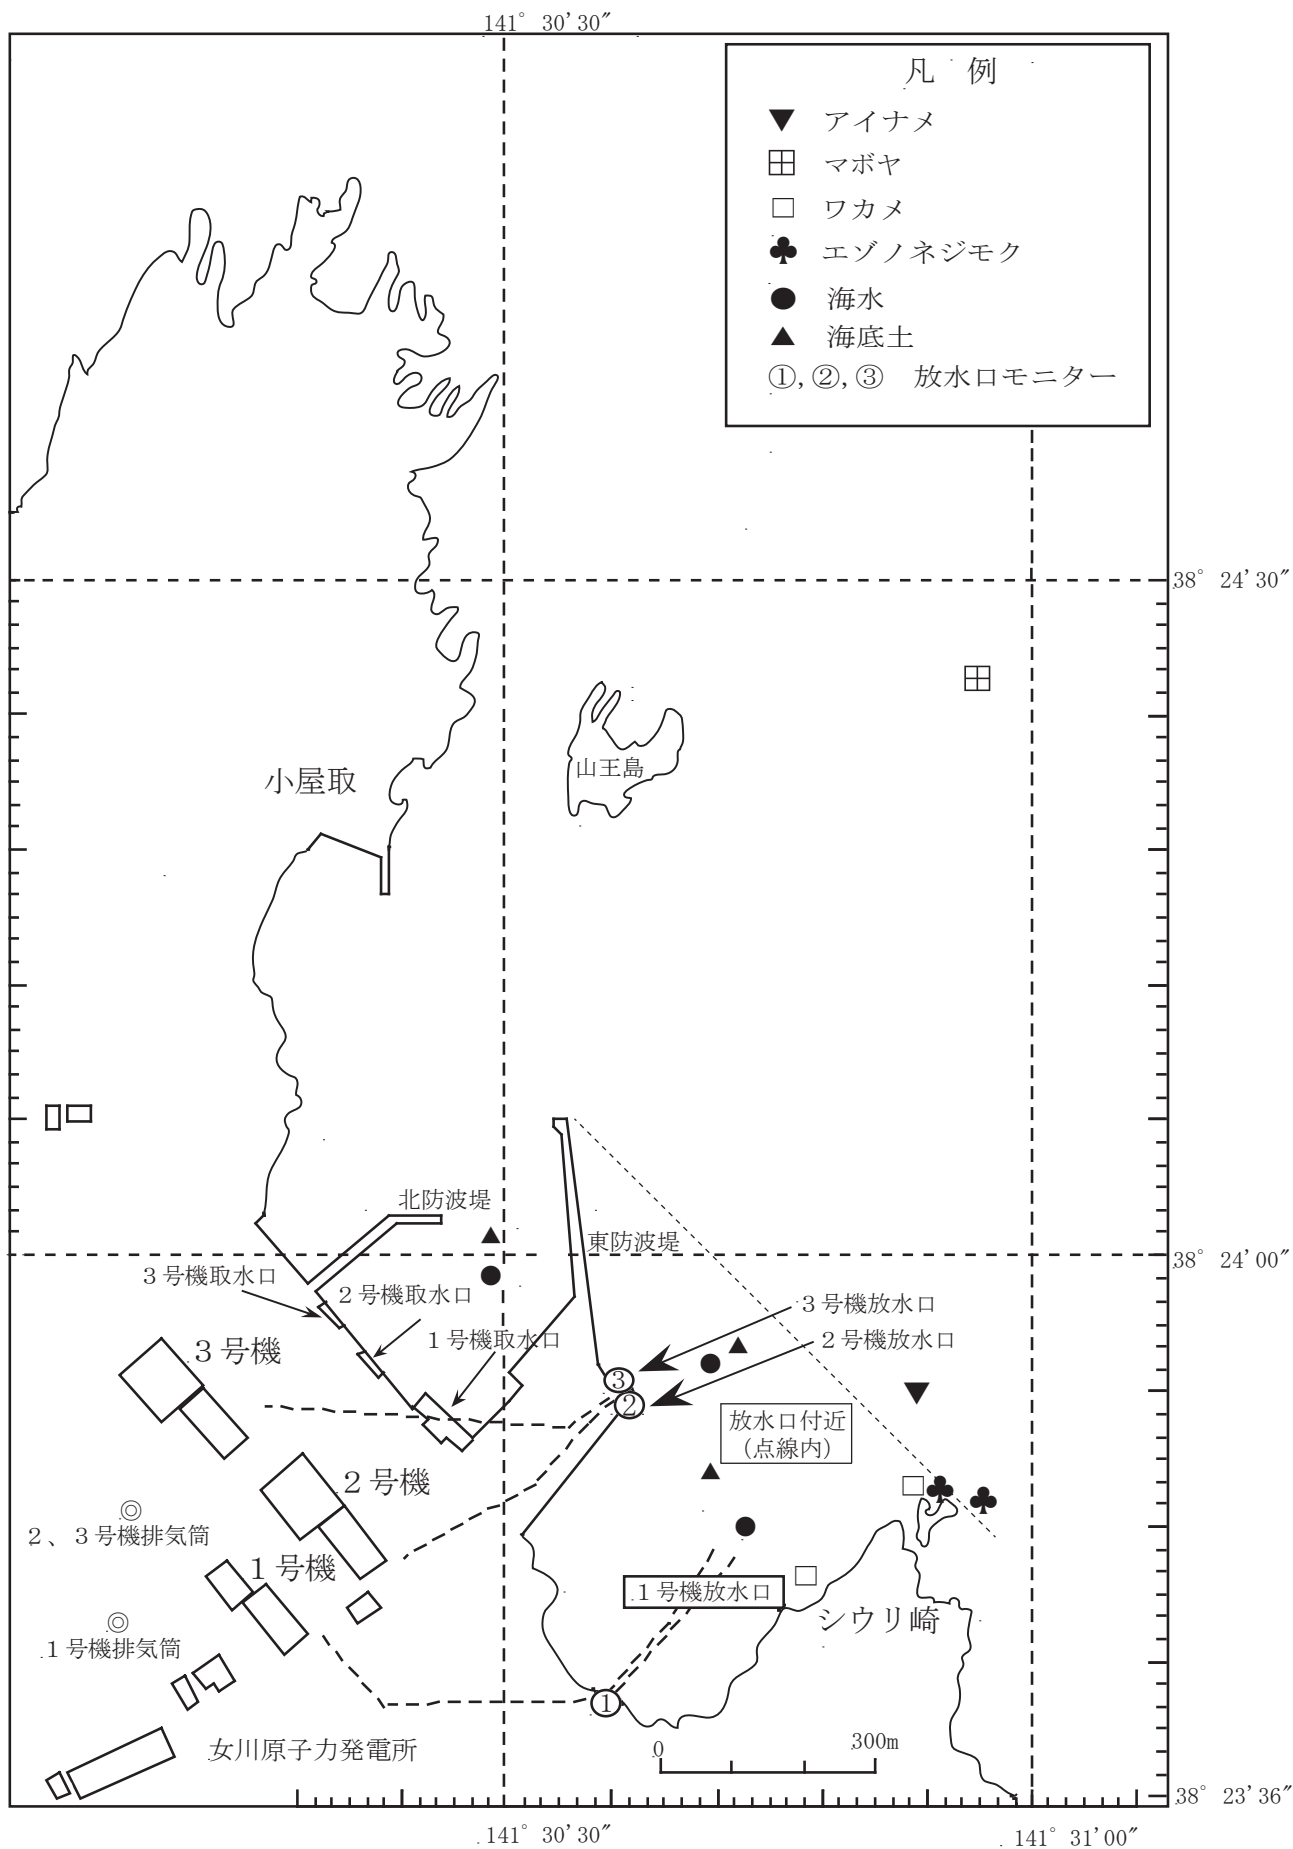 141° 30′30″
凡 例
アイナメ
マボヤ
ワカメ
エゾノネジモク
海水
海底土
①,②,③ 放水口モニター
38° 24′30″
山王島
小屋取
北防波堤
東防波堤
38° 24′00″
3号機取水口
2号機取水口
1号機取水口
3号機放水口
2号機放水口
3号機
③
②
放水口付近
(点線内)
2号機
2、3号機排気筒
1号機
1号機放水口
シウリ崎
1号機排気筒
①
女川原子力発電所
0 300m
38° 23′36″
141° 30′30″
141° 31′00″